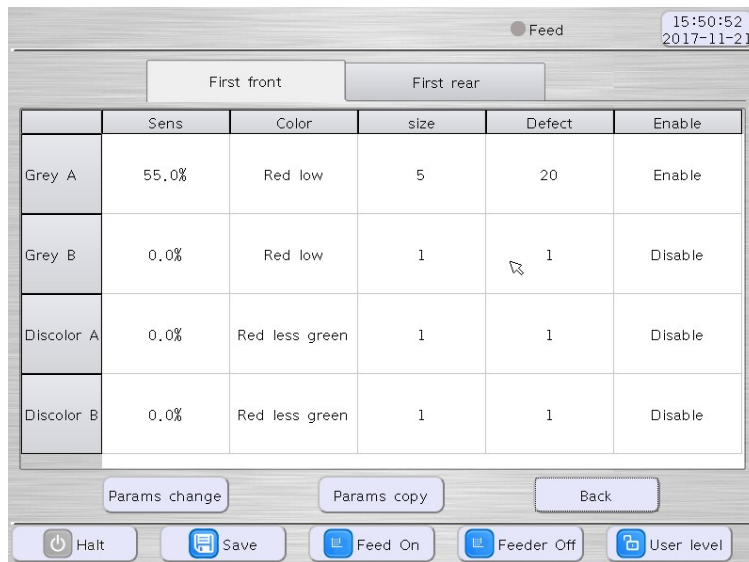 Feed
15:50:52
2017-11-21
First front First rear
Sens Color size Defect Enable
Grey A 55.0% Red low 5 20 Enable
Grey B 0.0% Red low 1 1 Disable
Discolor A 0.0% Red less green 1 1 Disable
Discolor B 0.0% Red less green 1 1 Disable
Params change Params copy Back
Halt Save Feed On Feeder Off User level